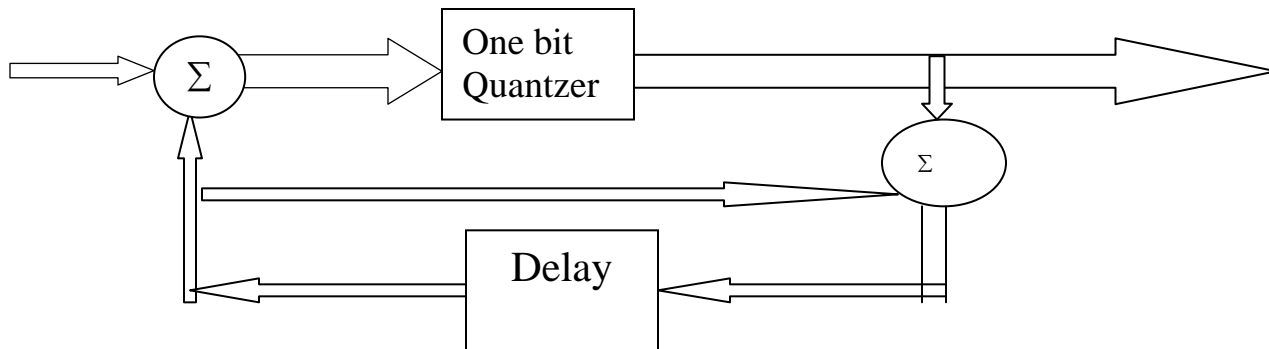 Σ
One bit
Quantzer
Σ
Delay